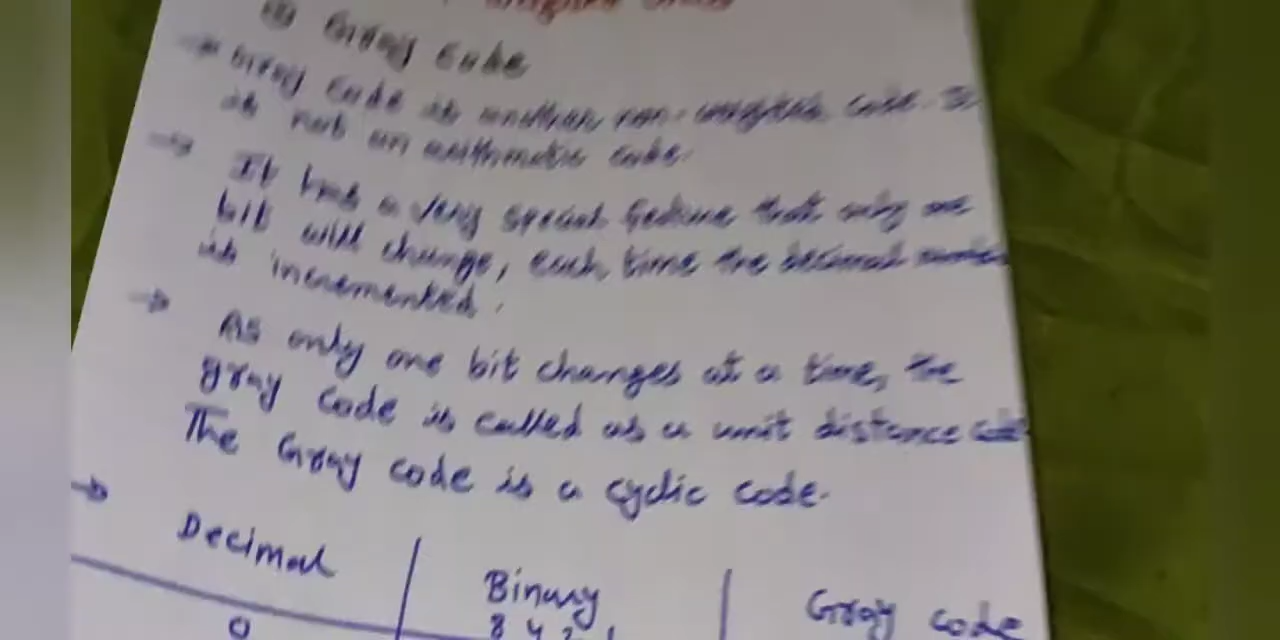 Gray Code
Gray Code is another non-weighted code. It
is not an arithmetic code.
It has a very special feature that only one
bit will change, each time the decimal number
is incremented.
As only one bit changes at a time, the
gray code is called as a unit distance code.
The Gray code is a cyclic code.
Decimal Binary Gray code
0 8 4 2 1